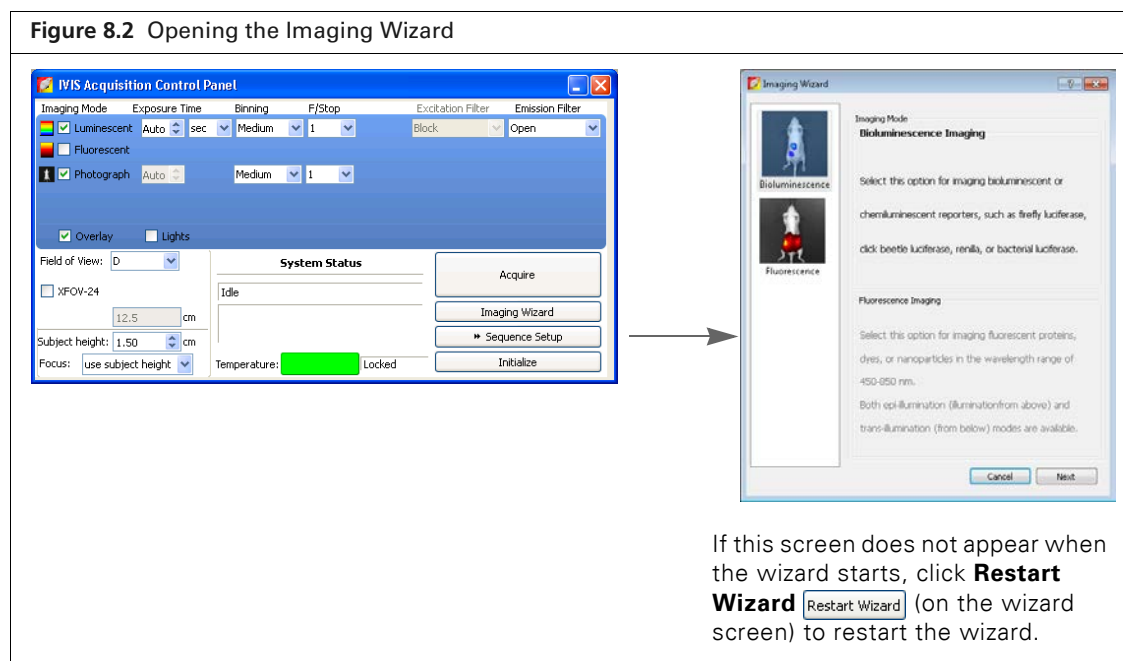 Figure 8.2 Opening the Imaging Wizard
IVIS Acquisition Control Panel
Imaging Mode Exposure Time Binning F/Stop Excitation Filter Emission Filter
Luminescent Auto sec Medium 1 Block Open
Fluorescent
Photograph Auto Medium 1
Overlay Lights
Field of View: D
XFOV-24
12.5 cm
Subject height: 1.50 cm
Focus: use subject height
System Status
Idle
Temperature: Locked
Acquire
Imaging Wizard
Sequence Setup
Initialize
Imaging Wizard
Bioluminescence
Fluorescence
Imaging Mode
Bioluminescence Imaging
Select this option for imaging bioluminescent or
chemiluminescent reporters, such as firefly luciferase,
click beetle luciferase, renilla, or bacterial luciferase.
Fluorescence Imaging
Select this option for imaging fluorescent proteins,
dyes, or nanoparticles in the wavelength range of
450-850 nm.
Both epi-illumination (illuminationfrom above) and
trans-illumination (from below) modes are available.
Cancel Next
If this screen does not appear when
the wizard starts, click Restart
Wizard Restart Wizard (on the wizard
screen) to restart the wizard.